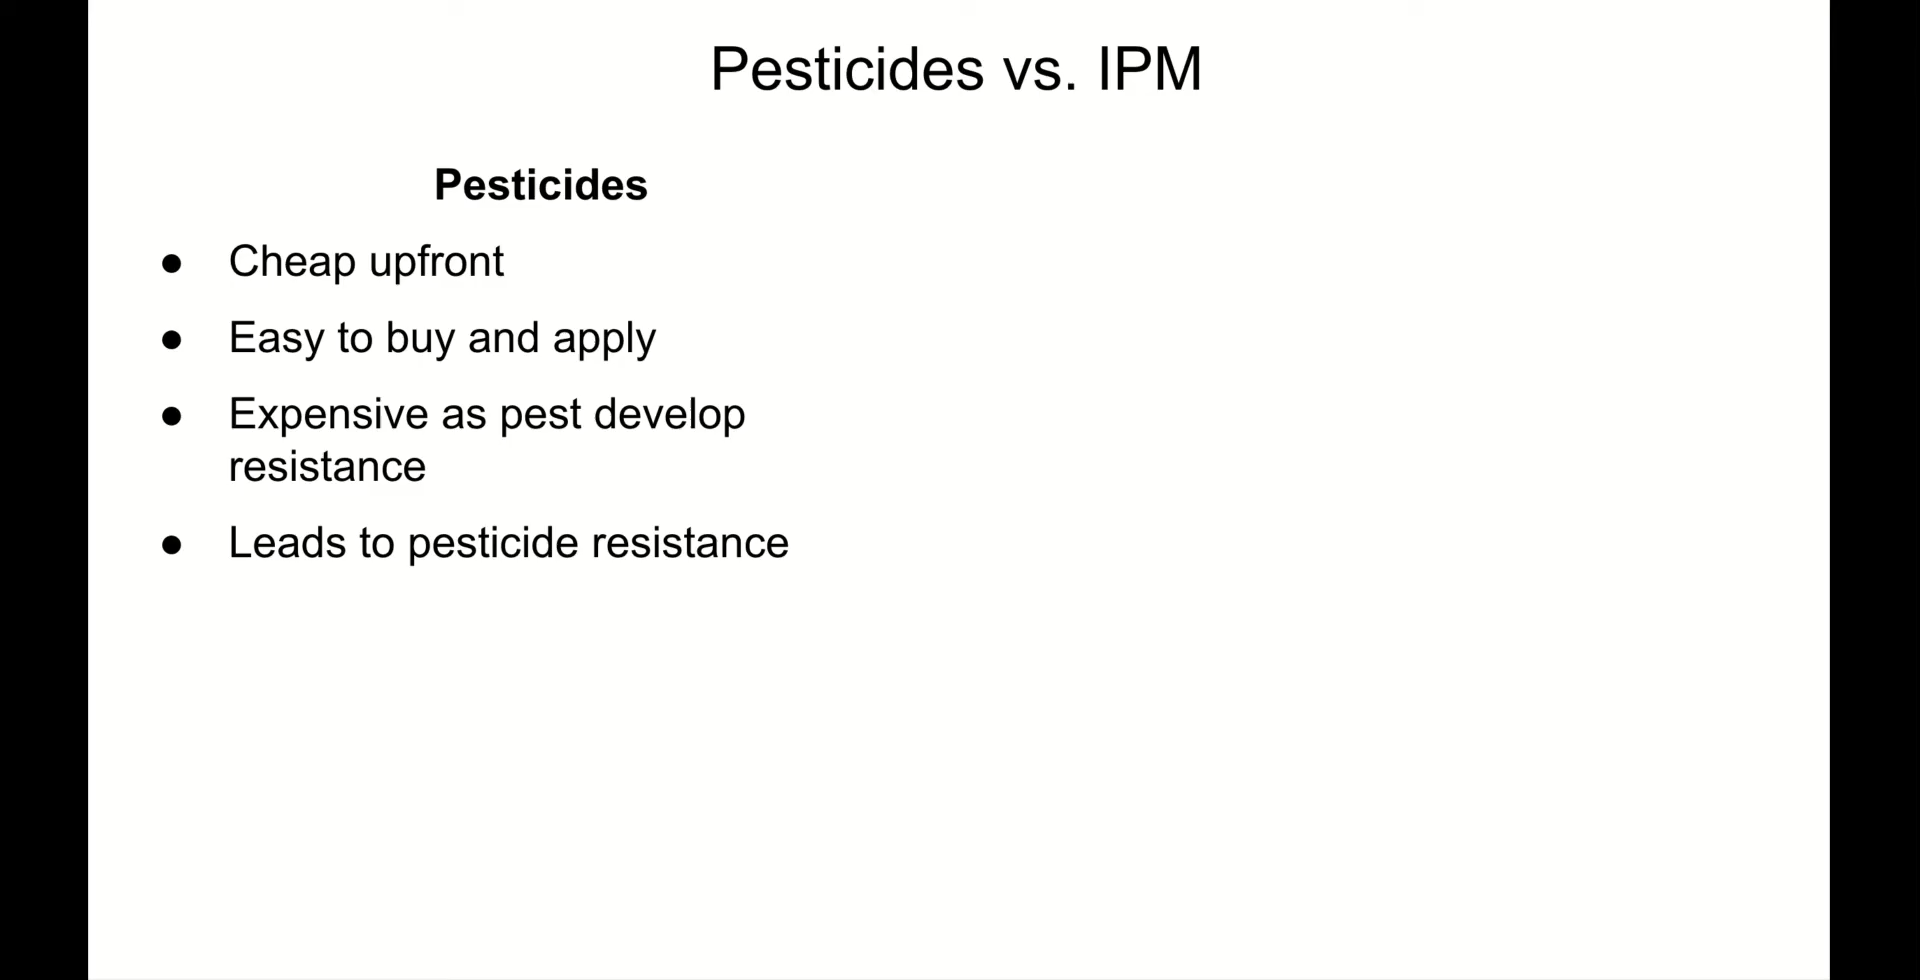 Pesticides vs. IPM
Pesticides
● Cheap upfront
● Easy to buy and apply
● Expensive as pest develop
resistance
● Leads to pesticide resistance